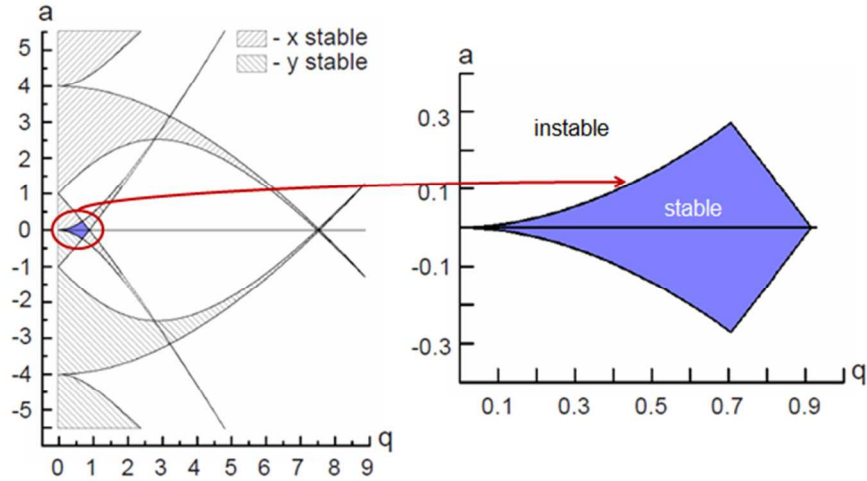 a
- x stable
- y stable
5
4
3
2
1
0
-1
-2
-3
-4
-5
0 1 2 3 4 5 6 7 8 9
q
a
0.3
0.1
-0.1
-0.3
instable
stable
0.1 0.3 0.5 0.7 0.9
q